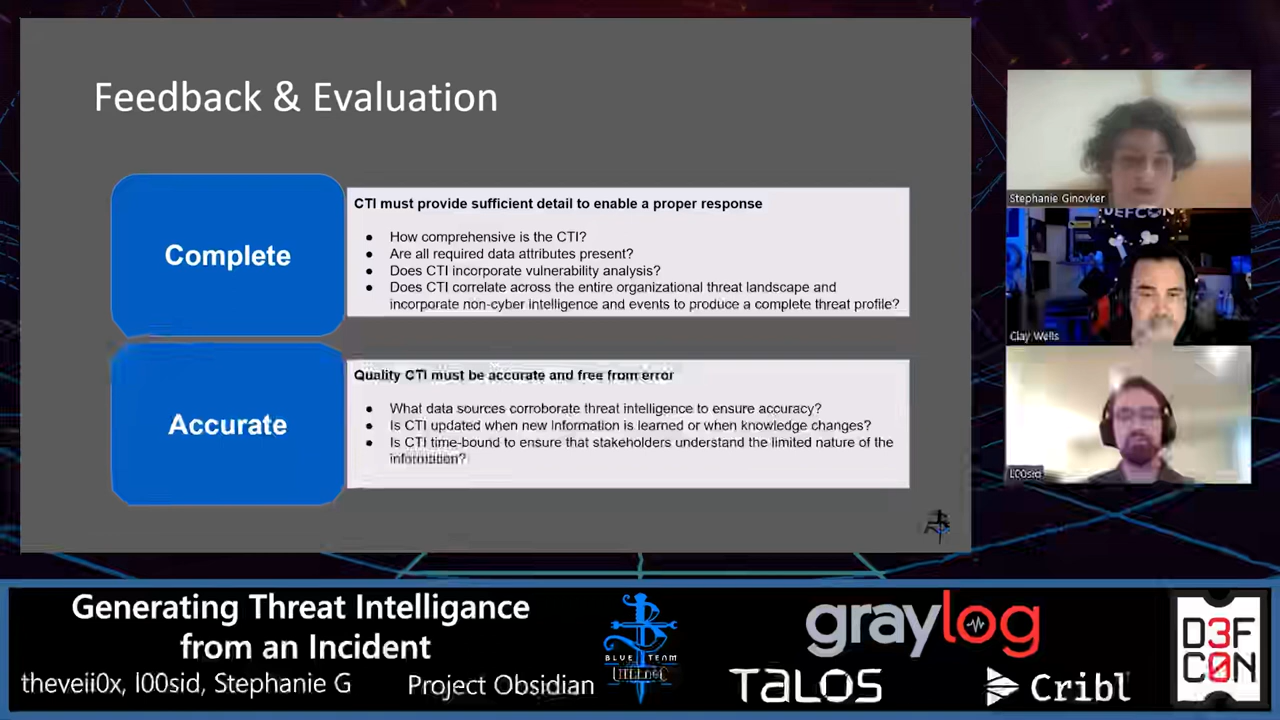 Feedback & Evaluation
Complete
CTI must provide sufficient detail to enable a proper response
● How comprehensive is the CTI?
● Are all required data attributes present?
● Does CTI incorporate vulnerability analysis?
● Does CTI correlate across the entire organizational threat landscape and
incorporate non-cyber intelligence and events to produce a complete threat profile?
Accurate
Quality CTI must be accurate and free from error
● What data sources corroborate threat intelligence to ensure accuracy?
● Is CTI updated when new information is learned or when knowledge changes?
● Is CTI time-bound to ensure that stakeholders understand the limited nature of the
information?
Stephanie Ginovker
DEFCON
Clay Wells
l00sid
Generating Threat Intelligance
from an Incident
theveii0x, l00sid, Stephanie G
Project Obsidian
BLUE TEAM
VILLAGE
graylog
TALOS
Cribl
D3F
C0N